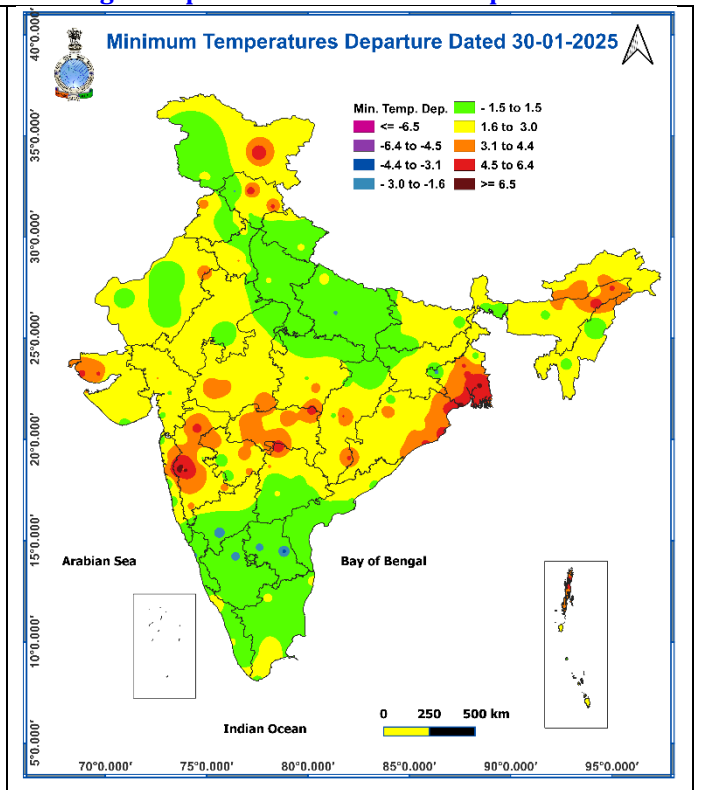 Minimum Temperatures Departure Dated 30-01-2025
Min. Temp. Dep.
<= -6.5
-6.4 to -4.5
-4.4 to -3.1
- 3.0 to -1.6
- 1.5 to 1.5
1.6 to 3.0
3.1 to 4.4
4.5 to 6.4
>= 6.5
40°0.000'
35°0.000'
30°0.000'
25°0.000'
20°0.000'
15°0.000'
10°0.000'
5°0.000'
Arabian Sea
Bay of Bengal
Indian Ocean
0 250 500 km
70°0.000' 75°0.000' 80°0.000' 85°0.000' 90°0.000' 95°0.000'